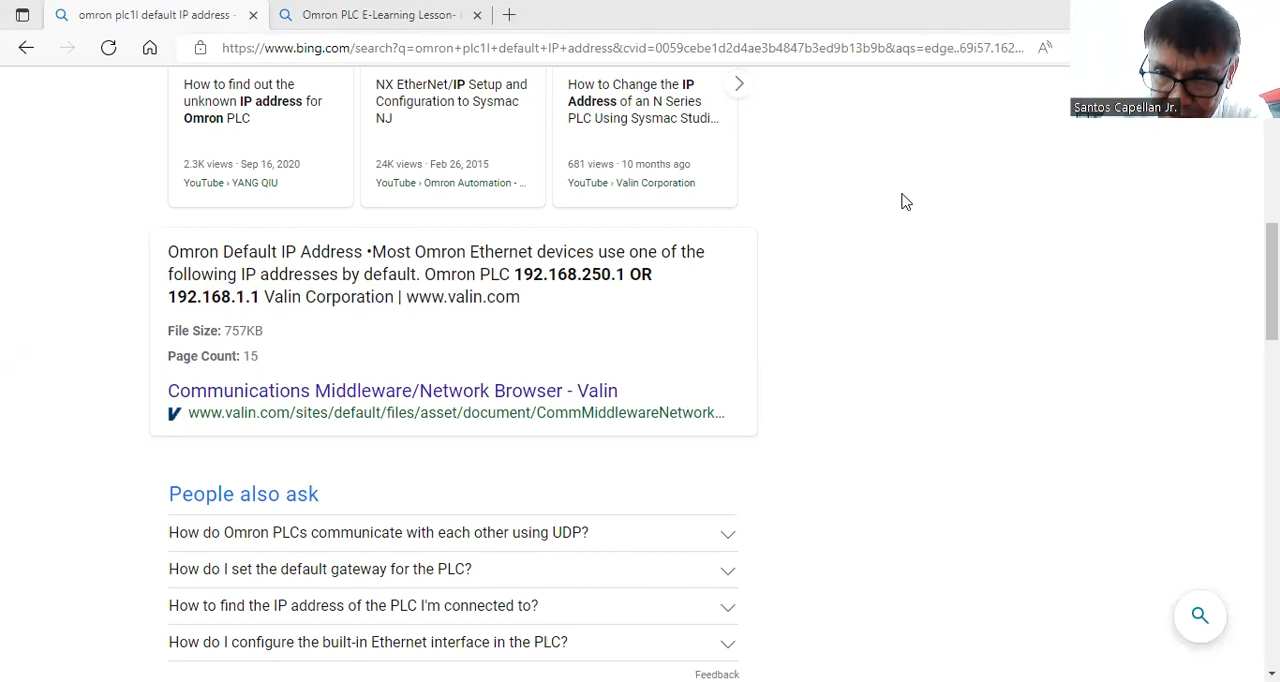 omron plc1l default IP address -
Omron PLC E-Learning Lesson-
https://www.bing.com/search?q=omron+plc1l+default+IP+address&cvid=0059cebe1d2d4ae3b4847b3ed9b13b9b&aqs=edge..69i57.162...
Santos Capellan Jr.
How to find out the
unknown IP address for
Omron PLC
2.3K views · Sep 16, 2020
YouTube › YANG QIU
NX EtherNet/IP Setup and
Configuration to Sysmac
NJ
24K views · Feb 26, 2015
YouTube › Omron Automation - ...
How to Change the IP
Address of an N Series
PLC Using Sysmac Studi...
681 views · 10 months ago
YouTube › Valin Corporation
Omron Default IP Address •Most Omron Ethernet devices use one of the
following IP addresses by default. Omron PLC 192.168.250.1 OR
192.168.1.1 Valin Corporation | www.valin.com
File Size: 757KB
Page Count: 15
Communications Middleware/Network Browser - Valin
www.valin.com/sites/default/files/asset/document/CommMiddlewareNetwork...
People also ask
How do Omron PLCs communicate with each other using UDP?
How do I set the default gateway for the PLC?
How to find the IP address of the PLC I'm connected to?
How do I configure the built-in Ethernet interface in the PLC?
Feedback